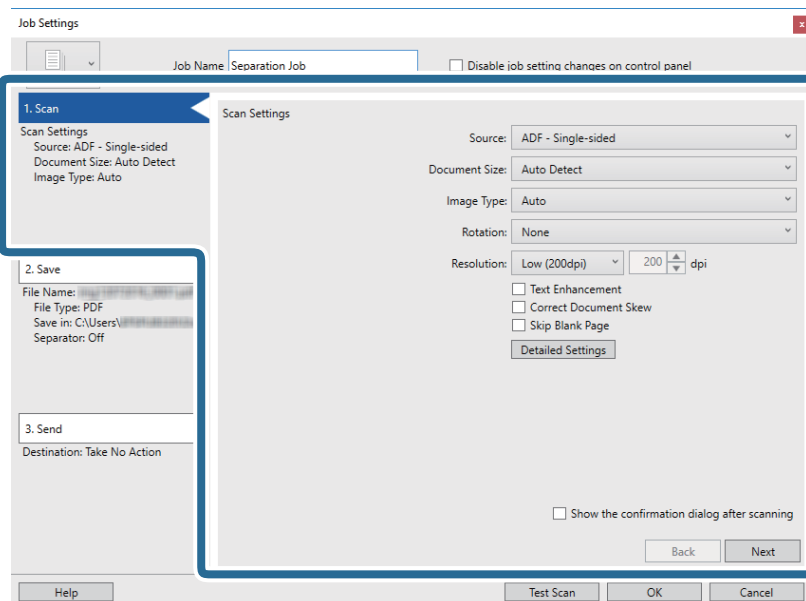 Job Settings
x
Job Name Separation Job
Disable job setting changes on control panel
1. Scan
Scan Settings
Source: ADF - Single-sided
Document Size: Auto Detect
Image Type: Auto
2. Save
File Name:
File Type: PDF
Save in: C:\Users\
Separator: Off
3. Send
Destination: Take No Action
Scan Settings
Source: ADF - Single-sided
Document Size: Auto Detect
Image Type: Auto
Rotation: None
Resolution: Low (200dpi) 200 dpi
Text Enhancement
Correct Document Skew
Skip Blank Page
Detailed Settings
Show the confirmation dialog after scanning
Back Next
Help Test Scan OK Cancel